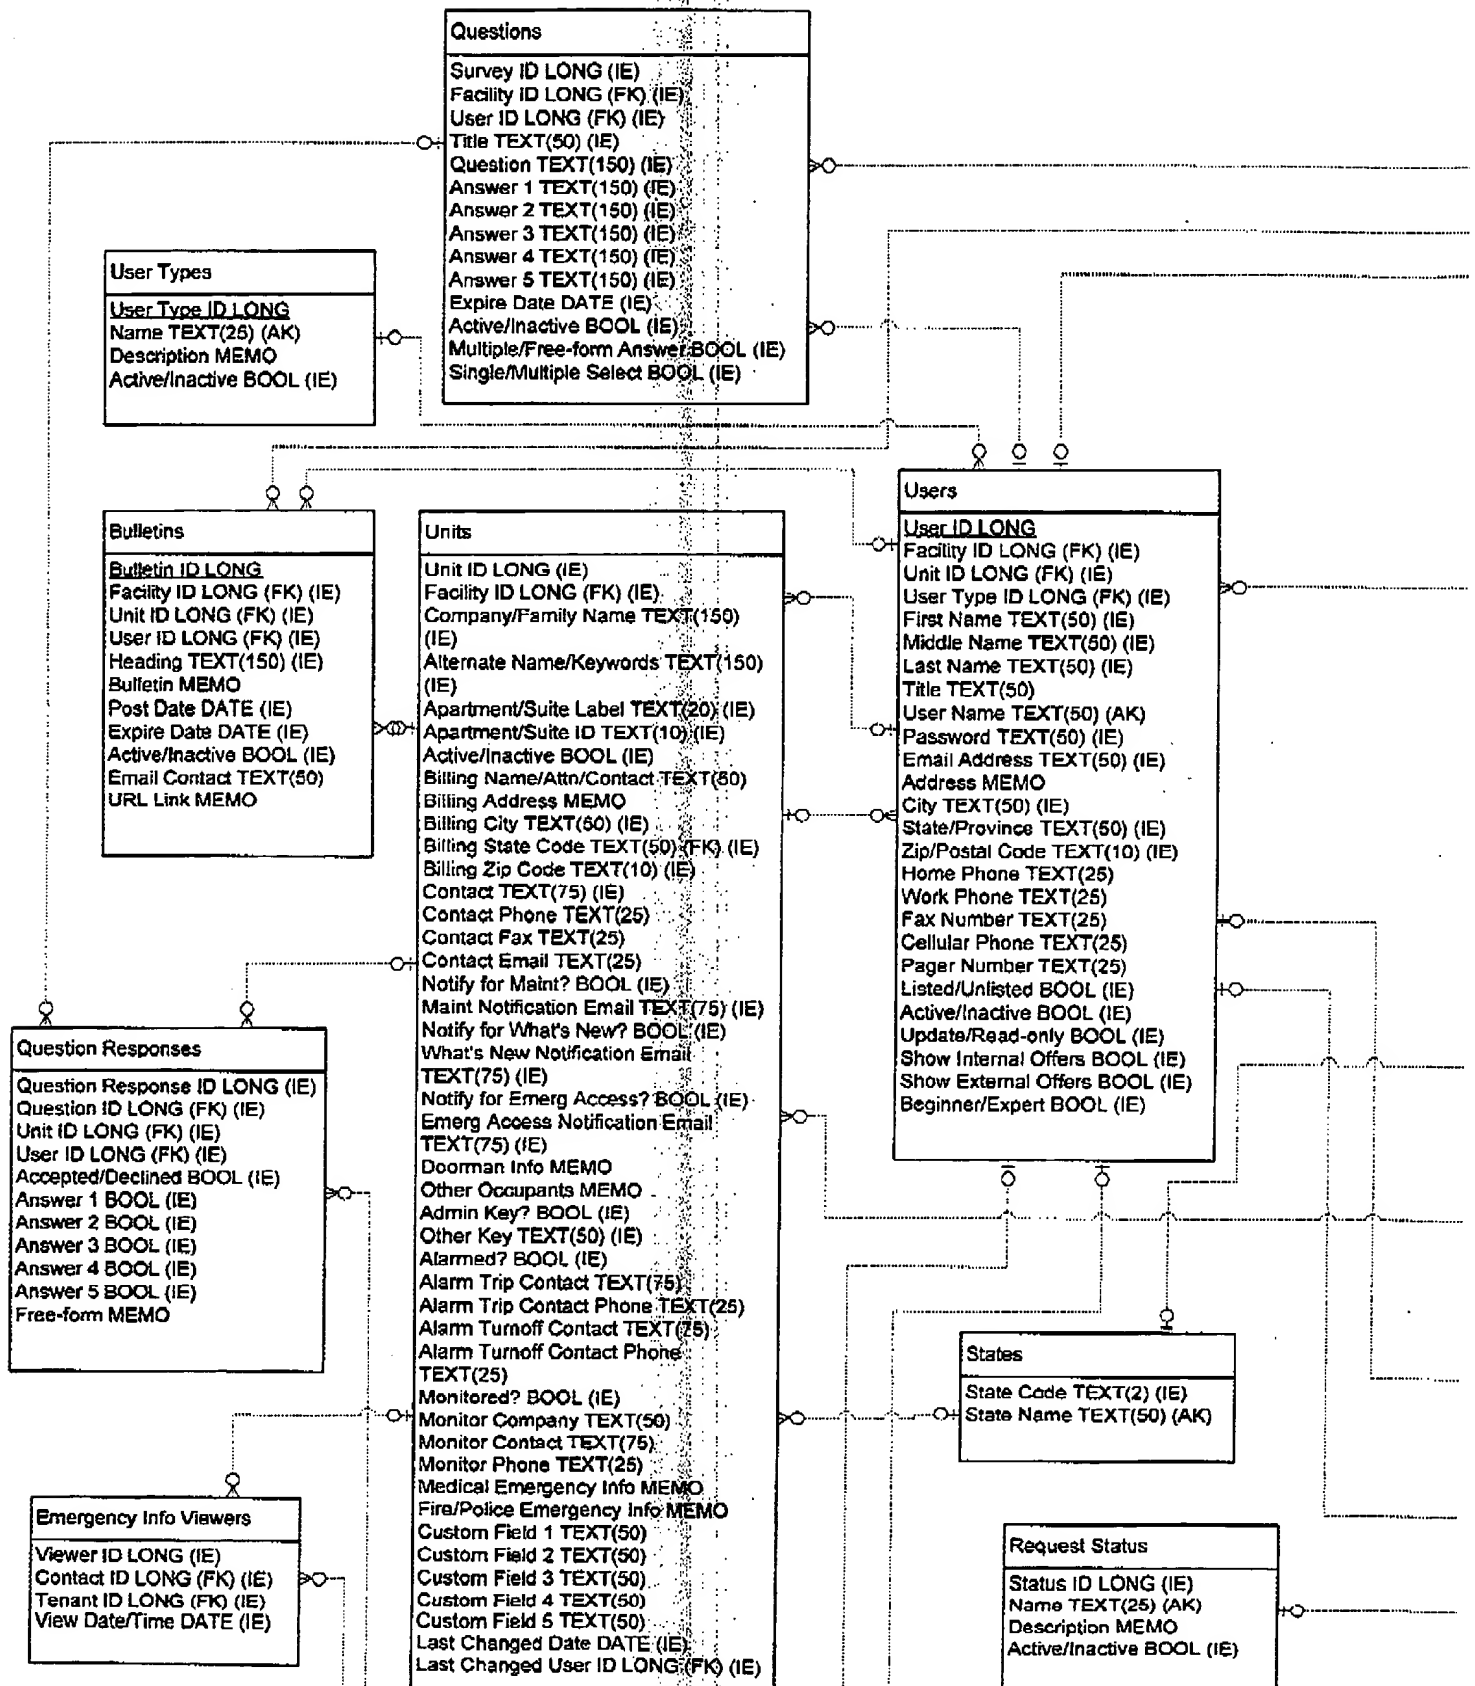 Questions
Survey ID LONG (IE)
Facility ID LONG (FK) (IE)
User ID LONG (FK) (IE)
Title TEXT(50) (IE)
Question TEXT(150) (IE)
Answer 1 TEXT(150) (IE)
Answer 2 TEXT(150) (IE)
Answer 3 TEXT(150) (IE)
Answer 4 TEXT(150) (IE)
Answer 5 TEXT(150) (IE)
Expire Date DATE (IE)
Active/Inactive BOOL (IE)
Multiple/Free-form Answer BOOL (IE)
Single/Multiple Select BOOL (IE)
User Types
User Type ID LONG
Name TEXT(25) (AK)
Description MEMO
Active/Inactive BOOL (IE)
Bulletins
Bulletin ID LONG
Facility ID LONG (FK) (IE)
Unit ID LONG (FK) (IE)
User ID LONG (FK) (IE)
Heading TEXT(150) (IE)
Bulletin MEMO
Post Date DATE (IE)
Expire Date DATE (IE)
Active/Inactive BOOL (IE)
Email Contact TEXT(50)
URL Link MEMO
Units
Unit ID LONG (IE)
Facility ID LONG (FK) (IE)
Company/Family Name TEXT(150)
(IE)
Alternate Name/Keywords TEXT(150)
(IE)
Apartment/Suite Label TEXT(20) (IE)
Apartment/Suite ID TEXT(10) (IE)
Active/Inactive BOOL (IE)
Billing Name/Attn/Contact TEXT(50)
Billing Address MEMO
Billing City TEXT(50) (IE)
Billing State Code TEXT(50) (FK) (IE)
Billing Zip Code TEXT(10) (IE)
Contact TEXT(75) (IE)
Contact Phone TEXT(25)
Contact Fax TEXT(25)
Contact Email TEXT(25)
Notify for Maint? BOOL (IE)
Maint Notification Email TEXT(75) (IE)
Notify for What's New? BOOL (IE)
What's New Notification Email
TEXT(75) (IE)
Notify for Emerg Access? BOOL (IE)
Emerg Access Notification Email
TEXT(75) (IE)
Doorman Info MEMO
Other Occupants MEMO
Admin Key? BOOL (IE)
Other Key TEXT(50) (IE)
Alarmed? BOOL (IE)
Alarm Trip Contact TEXT(75)
Alarm Trip Contact Phone TEXT(25)
Alarm Turnoff Contact TEXT(75)
Alarm Turnoff Contact Phone
TEXT(25)
Monitored? BOOL (IE)
Monitor Company TEXT(50)
Monitor Contact TEXT(75)
Monitor Phone TEXT(25)
Medical Emergency Info MEMO
Fire/Police Emergency Info MEMO
Custom Field 1 TEXT(50)
Custom Field 2 TEXT(50)
Custom Field 3 TEXT(50)
Custom Field 4 TEXT(50)
Custom Field 5 TEXT(50)
Last Changed Date DATE (IE)
Last Changed User ID LONG (FK) (IE)
Users
User ID LONG
Facility ID LONG (FK) (IE)
Unit ID LONG (FK) (IE)
User Type ID LONG (FK) (IE)
First Name TEXT(50) (IE)
Middle Name TEXT(50) (IE)
Last Name TEXT(50) (IE)
Title TEXT(50)
User Name TEXT(50) (AK)
Password TEXT(50) (IE)
Email Address TEXT(50) (IE)
Address MEMO
City TEXT(50) (IE)
State/Province TEXT(50) (IE)
Zip/Postal Code TEXT(10) (IE)
Home Phone TEXT(25)
Work Phone TEXT(25)
Fax Number TEXT(25)
Cellular Phone TEXT(25)
Pager Number TEXT(25)
Listed/Unlisted BOOL (IE)
Active/Inactive BOOL (IE)
Update/Read-only BOOL (IE)
Show Internal Offers BOOL (IE)
Show External Offers BOOL (IE)
Beginner/Expert BOOL (IE)
Question Responses
Question Response ID LONG (IE)
Question ID LONG (FK) (IE)
Unit ID LONG (FK) (IE)
User ID LONG (FK) (IE)
Accepted/Declined BOOL (IE)
Answer 1 BOOL (IE)
Answer 2 BOOL (IE)
Answer 3 BOOL (IE)
Answer 4 BOOL (IE)
Answer 5 BOOL (IE)
Free-form MEMO
States
State Code TEXT(2) (IE)
State Name TEXT(50) (AK)
Emergency Info Viewers
Viewer ID LONG (IE)
Contact ID LONG (FK) (IE)
Tenant ID LONG (FK) (IE)
View Date/Time DATE (IE)
Request Status
Status ID LONG (IE)
Name TEXT(25) (AK)
Description MEMO
Active/Inactive BOOL (IE)